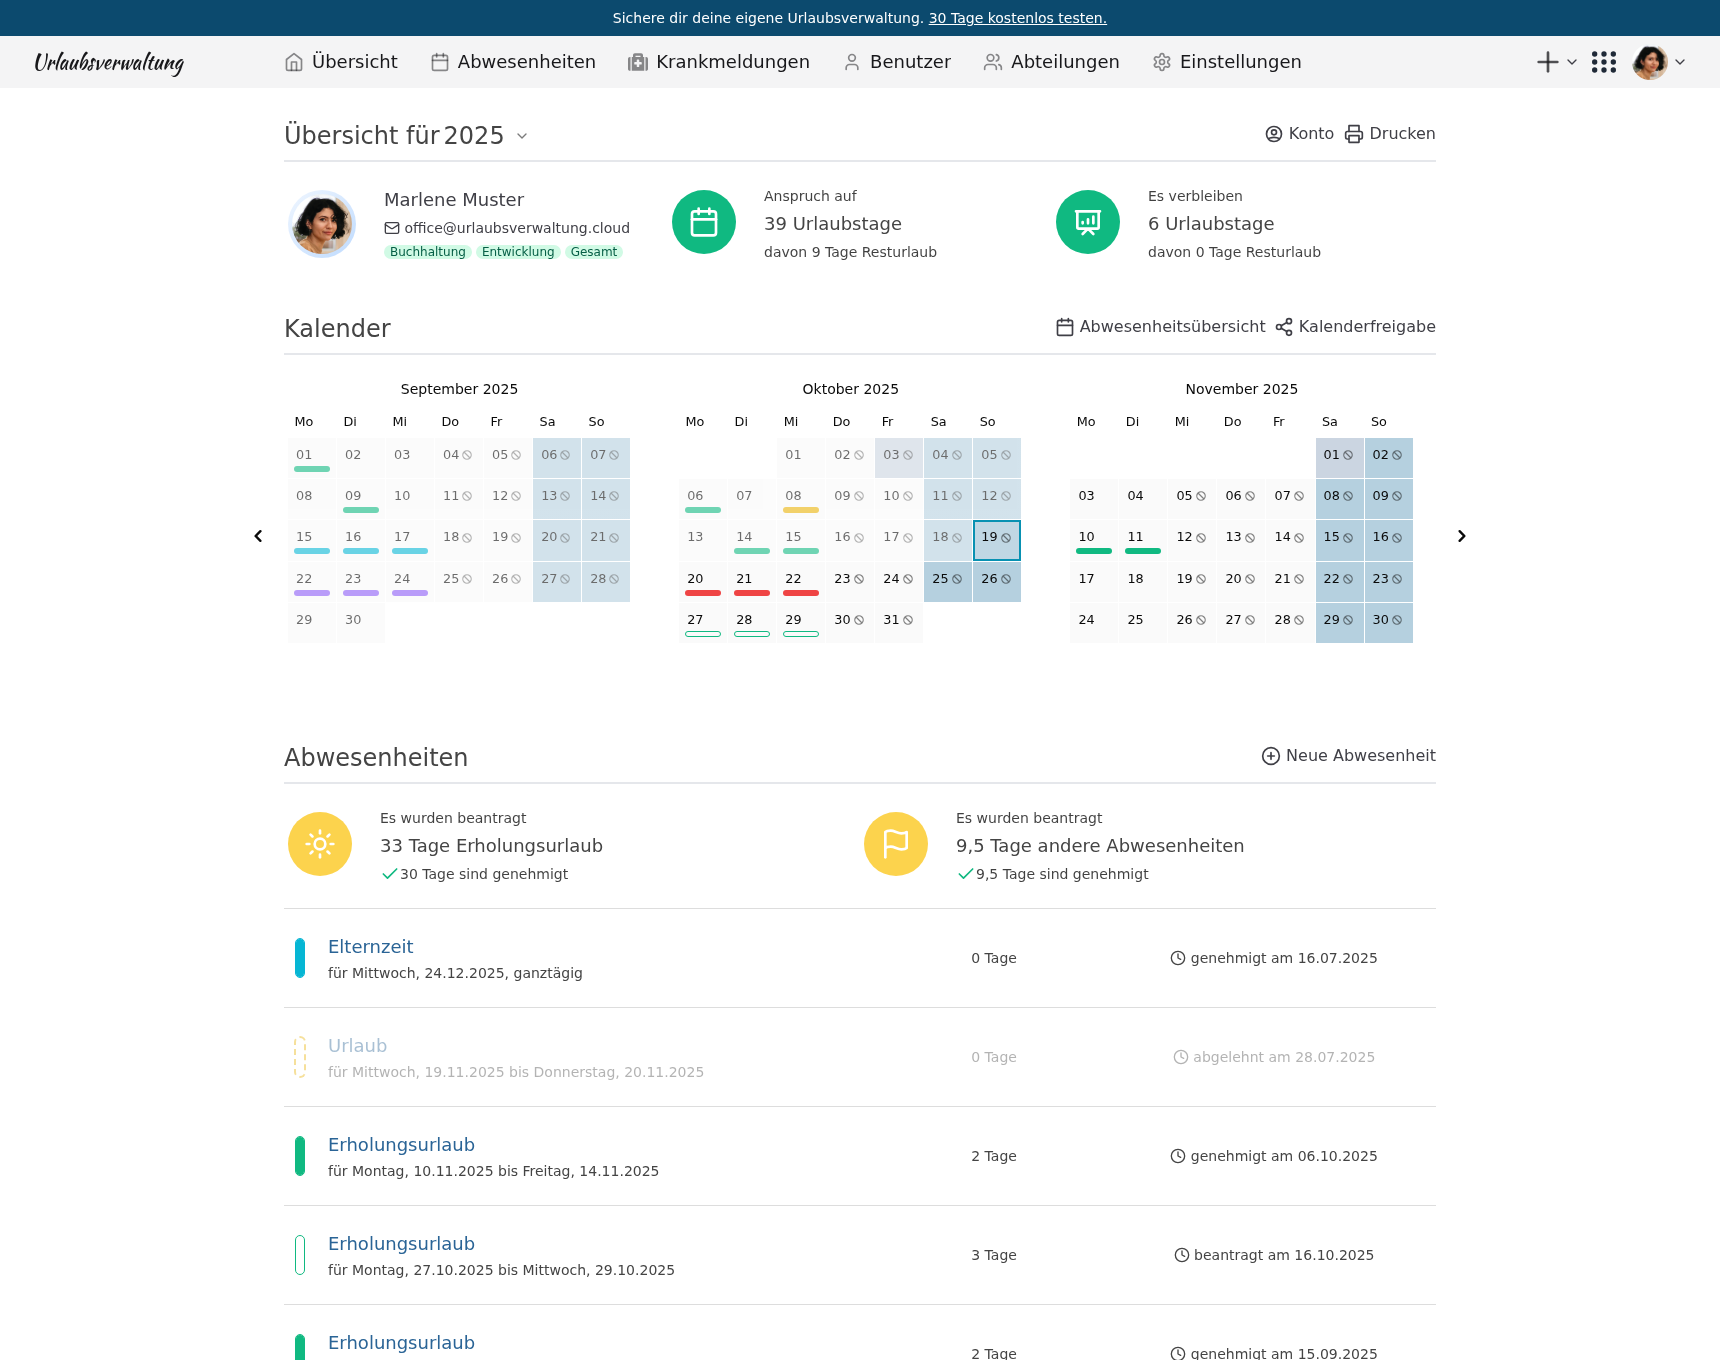 Sichere dir deine eigene Urlaubsverwaltung. 30 Tage kostenlos testen.
Urlaubsverwaltung Übersicht Abwesenheiten Krankmeldungen Benutzer Abteilungen Einstellungen
Übersicht für 2025 Konto Drucken
Marlene Muster
office@urlaubsverwaltung.cloud
Buchhaltung Entwicklung Gesamt
Anspruch auf
39 Urlaubstage
davon 9 Tage Resturlaub
Es verbleiben
6 Urlaubstage
davon 0 Tage Resturlaub
Kalender Abwesenheitsübersicht Kalenderfreigabe
September 2025
Mo Di Mi Do Fr Sa So
01 02 03 04 05 06 07
08 09 10 11 12 13 14
15 16 17 18 19 20 21
22 23 24 25 26 27 28
29 30
Oktober 2025
Mo Di Mi Do Fr Sa So
01 02 03 04 05
06 07 08 09 10 11 12
13 14 15 16 17 18 19
20 21 22 23 24 25 26
27 28 29 30 31
November 2025
Mo Di Mi Do Fr Sa So
01 02
03 04 05 06 07 08 09
10 11 12 13 14 15 16
17 18 19 20 21 22 23
24 25 26 27 28 29 30
Abwesenheiten Neue Abwesenheit
Es wurden beantragt
33 Tage Erholungsurlaub
30 Tage sind genehmigt
Es wurden beantragt
9,5 Tage andere Abwesenheiten
9,5 Tage sind genehmigt
Elternzeit
für Mittwoch, 24.12.2025, ganztägig
0 Tage
genehmigt am 16.07.2025
Urlaub
für Mittwoch, 19.11.2025 bis Donnerstag, 20.11.2025
0 Tage
abgelehnt am 28.07.2025
Erholungsurlaub
für Montag, 10.11.2025 bis Freitag, 14.11.2025
2 Tage
genehmigt am 06.10.2025
Erholungsurlaub
für Montag, 27.10.2025 bis Mittwoch, 29.10.2025
3 Tage
beantragt am 16.10.2025
Erholungsurlaub
2 Tage
genehmigt am 15.09.2025